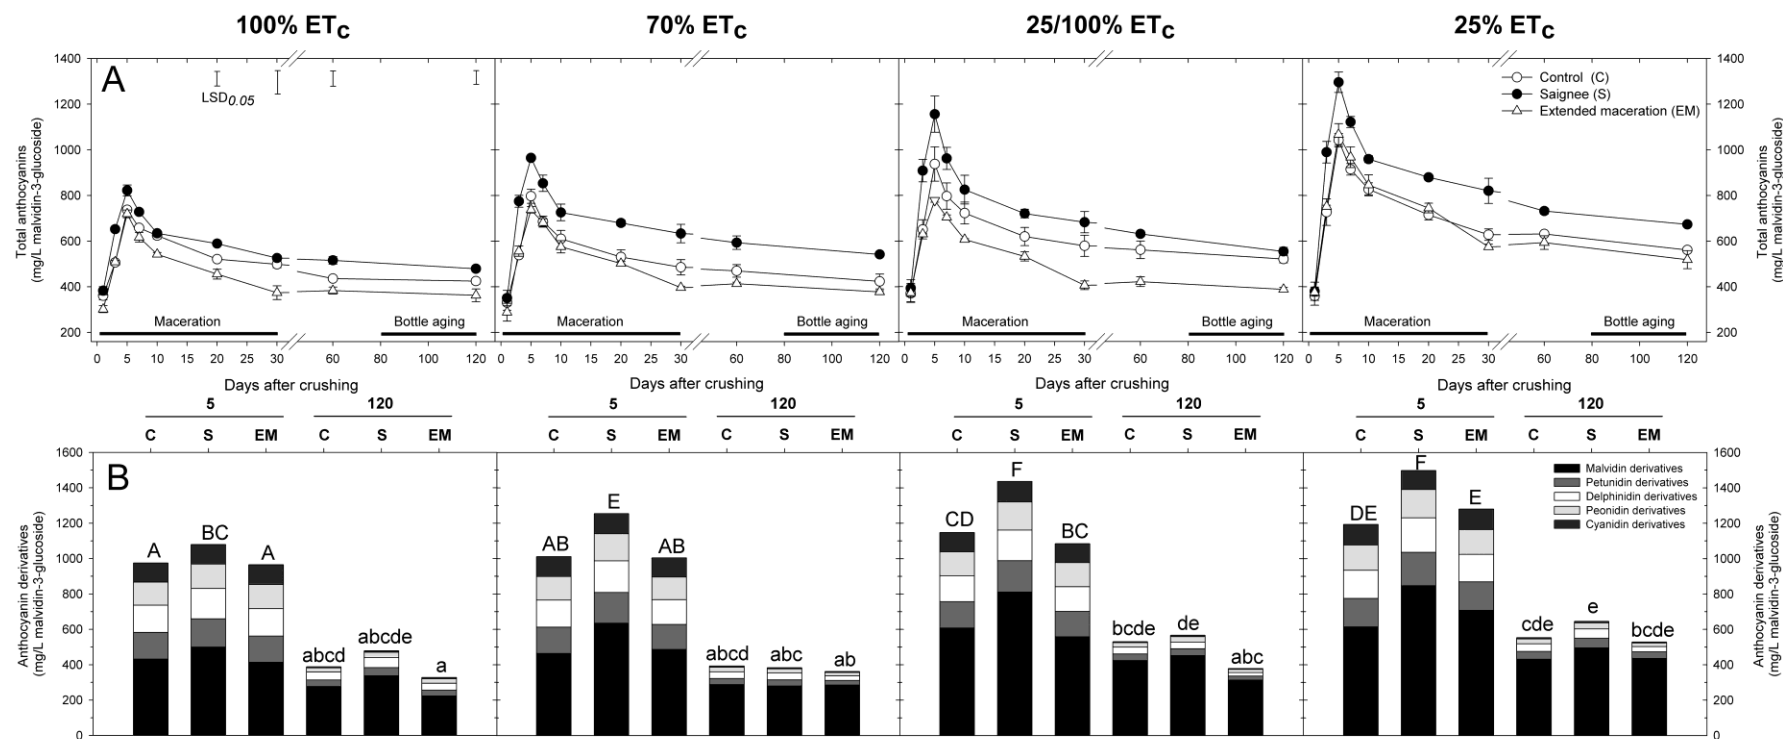 100% ETC
70% ETC
25/100% ETC
25% ETC
A
LSD0.05
Control (C)
Saignee (S)
Extended maceration (EM)
Total anthocyanins
(mg/L malvidin-3-glucoside)
1400
1200
1000
800
600
400
200
Maceration
Bottle aging
Maceration
Bottle aging
Maceration
Bottle aging
Maceration
Bottle aging
1400
1200
1000
800
600
400
200
Total anthocyanins
(mg/L malvidin-3-glucoside)
0 5 10 15 20 25 30 60 80 100 120
0 5 10 15 20 25 30 60 80 100 120
0 5 10 15 20 25 30 60 80 100 120
0 5 10 15 20 25 30 60 80 100 120
Days after crushing
Days after crushing
Days after crushing
Days after crushing
5 120
5 120
5 120
5 120
C S EM C S EM
C S EM C S EM
C S EM C S EM
C S EM C S EM
B
Anthocyanin derivatives
(mg/L malvidin-3-glucoside)
1600
1400
1200
1000
800
600
400
200
0
A BC A abcd abcde a
AB E AB abcd abc ab
CD F BC bcde de abc
DE F E cde e bcde
Malvidin derivatives
Petunidin derivatives
Delphinidin derivatives
Peonidin derivatives
Cyanidin derivatives
1600
1400
1200
1000
800
600
400
200
0
Anthocyanin derivatives
(mg/L malvidin-3-glucoside)